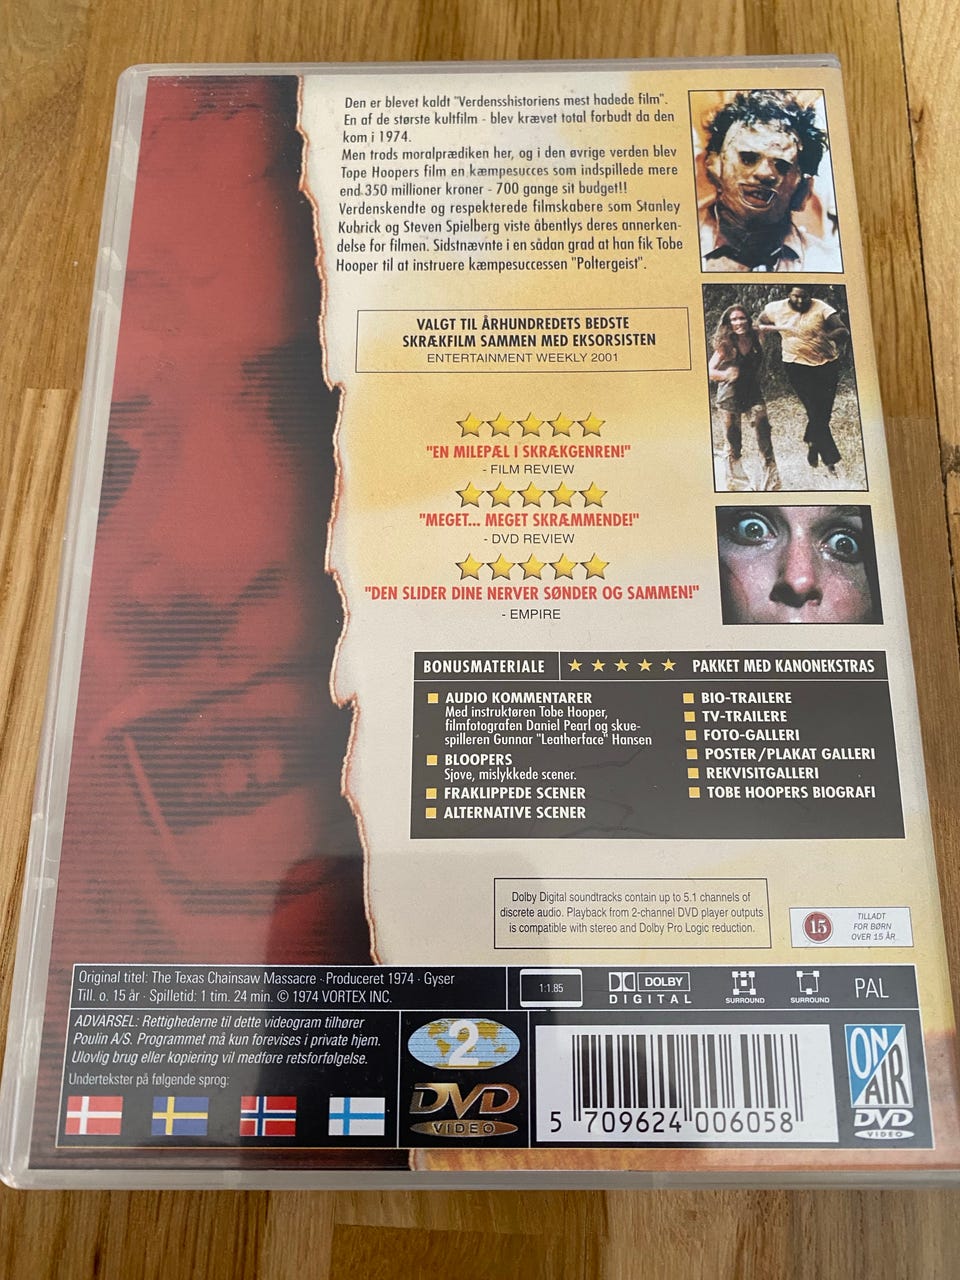 Den er blevet kaldt "Verdensshistoriens mest hadede film".
En af de største kultfilm - blev krævet total forbudt da den
kom i 1974.
Men trods moralprædiken her, og i den øvrige verden blev
Tope Hoopers film en kæmpesucces som indspillede mere
end 350 millioner kroner - 700 gange sit budget!!
Verdenskendte og respekterede filmskabere som Stanley
Kubrick og Steven Spielberg viste åbentlys deres annerken-
delse for filmen. Sidstnævnte i en sådan grad at han fik Tobe
Hooper til at instruere kæmpesuccessen "Poltergeist".
VALGT TIL ÅRHUNDREDETS BEDSTE
SKRÆKFILM SAMMEN MED EKSORSISTEN
ENTERTAINMENT WEEKLY 2001
"EN MILEPÆL I SKRÆKGENREN!"
- FILM REVIEW
"MEGET... MEGET SKRÆMMENDE!"
- DVD REVIEW
"DEN SLIDER DINE NERVER SØNDER OG SAMMEN!"
- EMPIRE
BONUSMATERIALE
PAKKET MED KANONEKSTRAS
AUDIO KOMMENTARER
Med instruktøren Tobe Hooper,
filmfotografen Daniel Pearl og skue-
spilleren Gunnar "Leatherface" Hansen
BLOOPERS
Sjove, mislykkede scener.
FRAKLIPPEDE SCENER
ALTERNATIVE SCENER
BIO-TRAILERE
TV-TRAILERE
FOTO-GALLERI
POSTER/PLAKAT GALLERI
REKVISITGALLERI
TOBE HOOPERS BIOGRAFI
Dolby Digital soundtracks contain up to 5.1 channels of
discrete audio. Playback from 2-channel DVD player outputs
is compatible with stereo and Dolby Pro Logic reduction.
15
TILLADT
FOR BØRN
OVER 15 ÅR
Original titel: The Texas Chainsaw Massacre · Produceret 1974 · Gyser
Till. o. 15 år · Spilletid: 1 tim. 24 min. © 1974 VORTEX INC.
1:1.85
DOLBY
DIGITAL
SURROUND
SURROUND
PAL
ADVARSEL: Rettighederne til dette videogram tilhører
Poulin A/S. Programmet må kun forevises i private hjem.
Ulovlig brug eller kopiering vil medføre retsforfølgelse.
Undertekster på følgende sprog:
2
DVD
VIDEO
5 709624 006058
ON
AIR
DVD
VIDEO